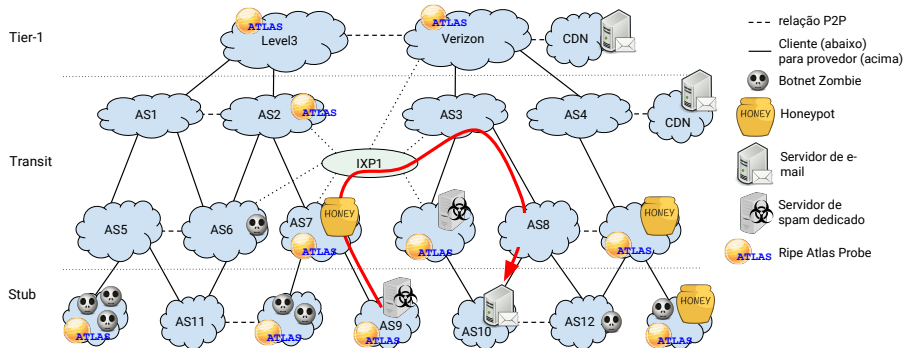 Tier-1
ATLAS
Level3
ATLAS
Verizon
CDN
relação P2P
Cliente (abaixo)
para provedor (acima)
Botnet Zombie
AS1
AS2
ATLAS
AS3
AS4
CDN
HONEY
Honeypot
Transit
IXP1
Servidor de e-
mail
AS5
AS6
AS7
HONEY
ATLAS
ATLAS
AS8
HONEY
ATLAS
Servidor de
spam dedicado
ATLAS
Ripe Atlas Probe
Stub
ATLAS
AS11
ATLAS
AS9
ATLAS
AS10
AS12
HONEY
ATLAS